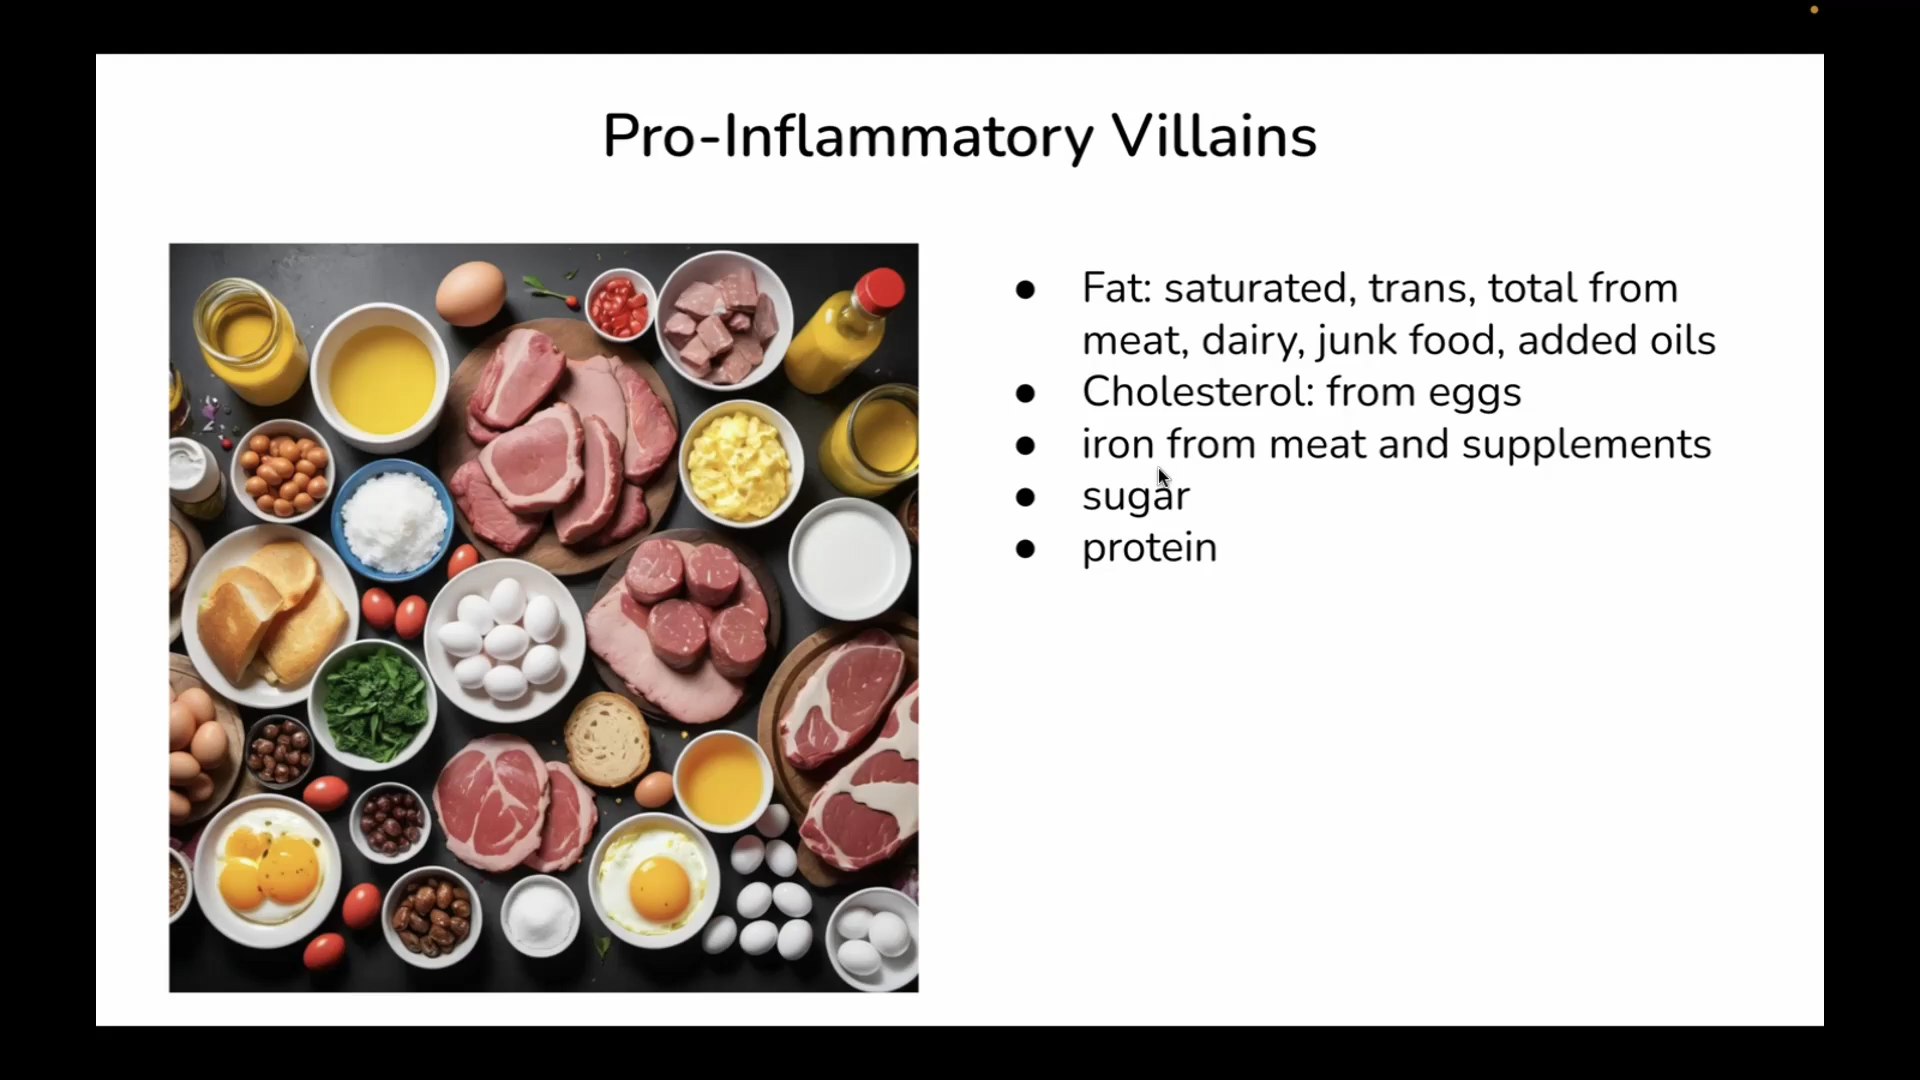 Pro-Inflammatory Villains
● Fat: saturated, trans, total from
meat, dairy, junk food, added oils
● Cholesterol: from eggs
● iron from meat and supplements
● sugar
● protein